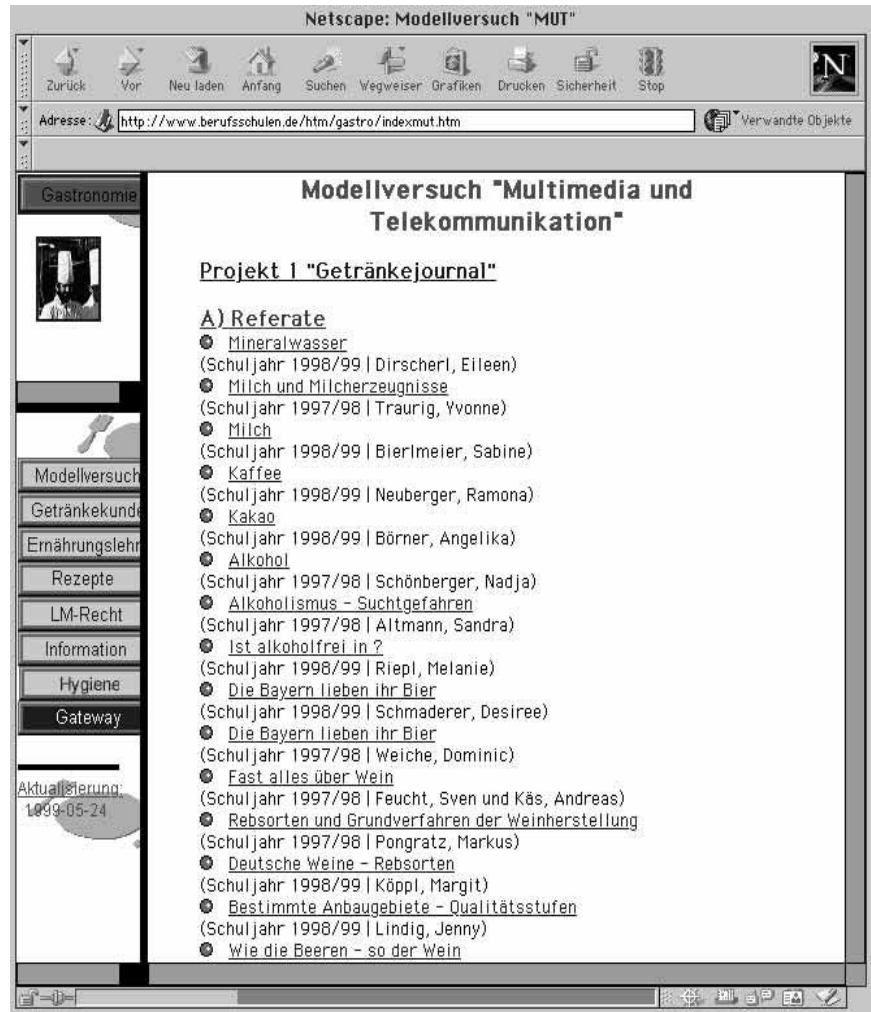 Netscape: Modellversuch "MUT"
Zurück Vor Neu laden Anfang Suchen Wegweiser Grafiken Drucken Sicherheit Stop
N
Adresse: http://www.berufsschulen.de/htm/gastro/indexmut.htm Verwandte Objekte
Gastronomie
Modellversuch
Getränkekunde
Ernährungslehr
Rezepte
LM-Recht
Information
Hygiene
Gateway
Aktualisierung:
1999-05-24
Modellversuch "Multimedia und
Telekommunikation"
Projekt 1 "Getränkejournal"
A) Referate
Mineralwasser
(Schuljahr 1998/99 | Dirscherl, Eileen)
Milch und Milcherzeugnisse
(Schuljahr 1997/98 | Traurig, Yvonne)
Milch
(Schuljahr 1998/99 | Bierlmeier, Sabine)
Kaffee
(Schuljahr 1998/99 | Neuberger, Ramona)
Kakao
(Schuljahr 1998/99 | Börner, Angelika)
Alkohol
(Schuljahr 1997/98 | Schönberger, Nadja)
Alkoholismus - Suchtgefahren
(Schuljahr 1997/98 | Altmann, Sandra)
Ist alkoholfrei in ?
(Schuljahr 1998/99 | Riepl, Melanie)
Die Bayern lieben ihr Bier
(Schuljahr 1998/99 | Schmaderer, Desiree)
Die Bayern lieben ihr Bier
(Schuljahr 1997/98 | Weiche, Dominic)
Fast alles über Wein
(Schuljahr 1997/98 | Feucht, Sven und Käs, Andreas)
Rebsorten und Grundverfahren der Weinherstellung
(Schuljahr 1997/98 | Pongratz, Markus)
Deutsche Weine - Rebsorten
(Schuljahr 1998/99 | Köppl, Margit)
Bestimmte Anbaugebiete - Qualitätsstufen
(Schuljahr 1998/99 | Lindig, Jenny)
Wie die Beeren - so der Wein